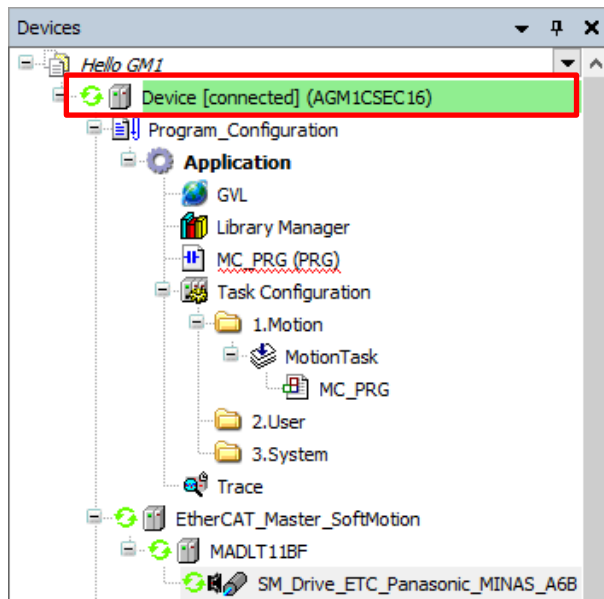 Devices
Hello GM1
Device [connected] (AGM1CSEC16)
Program_Configuration
Application
GVL
Library Manager
MC_PRG (PRG)
Task Configuration
1.Motion
MotionTask
MC_PRG
2.User
3.System
Trace
EtherCAT_Master_SoftMotion
MADLT11BF
SM_Drive_ETC_Panasonic_MINAS_A6B